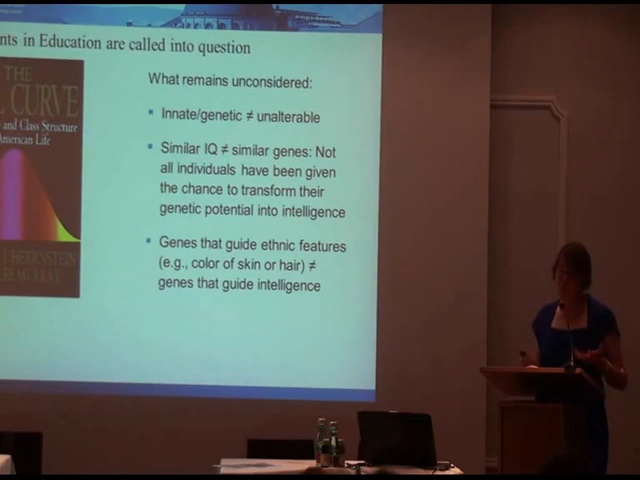 nts in Education are called into question
THE
CURVE
and Class Structure
American Life
What remains unconsidered:
Innate/genetic ≠ unalterable
Similar IQ ≠ similar genes: Not
all individuals have been given
the chance to transform their
genetic potential into intelligence
Genes that guide ethnic features
(e.g., color of skin or hair) ≠
genes that guide intelligence